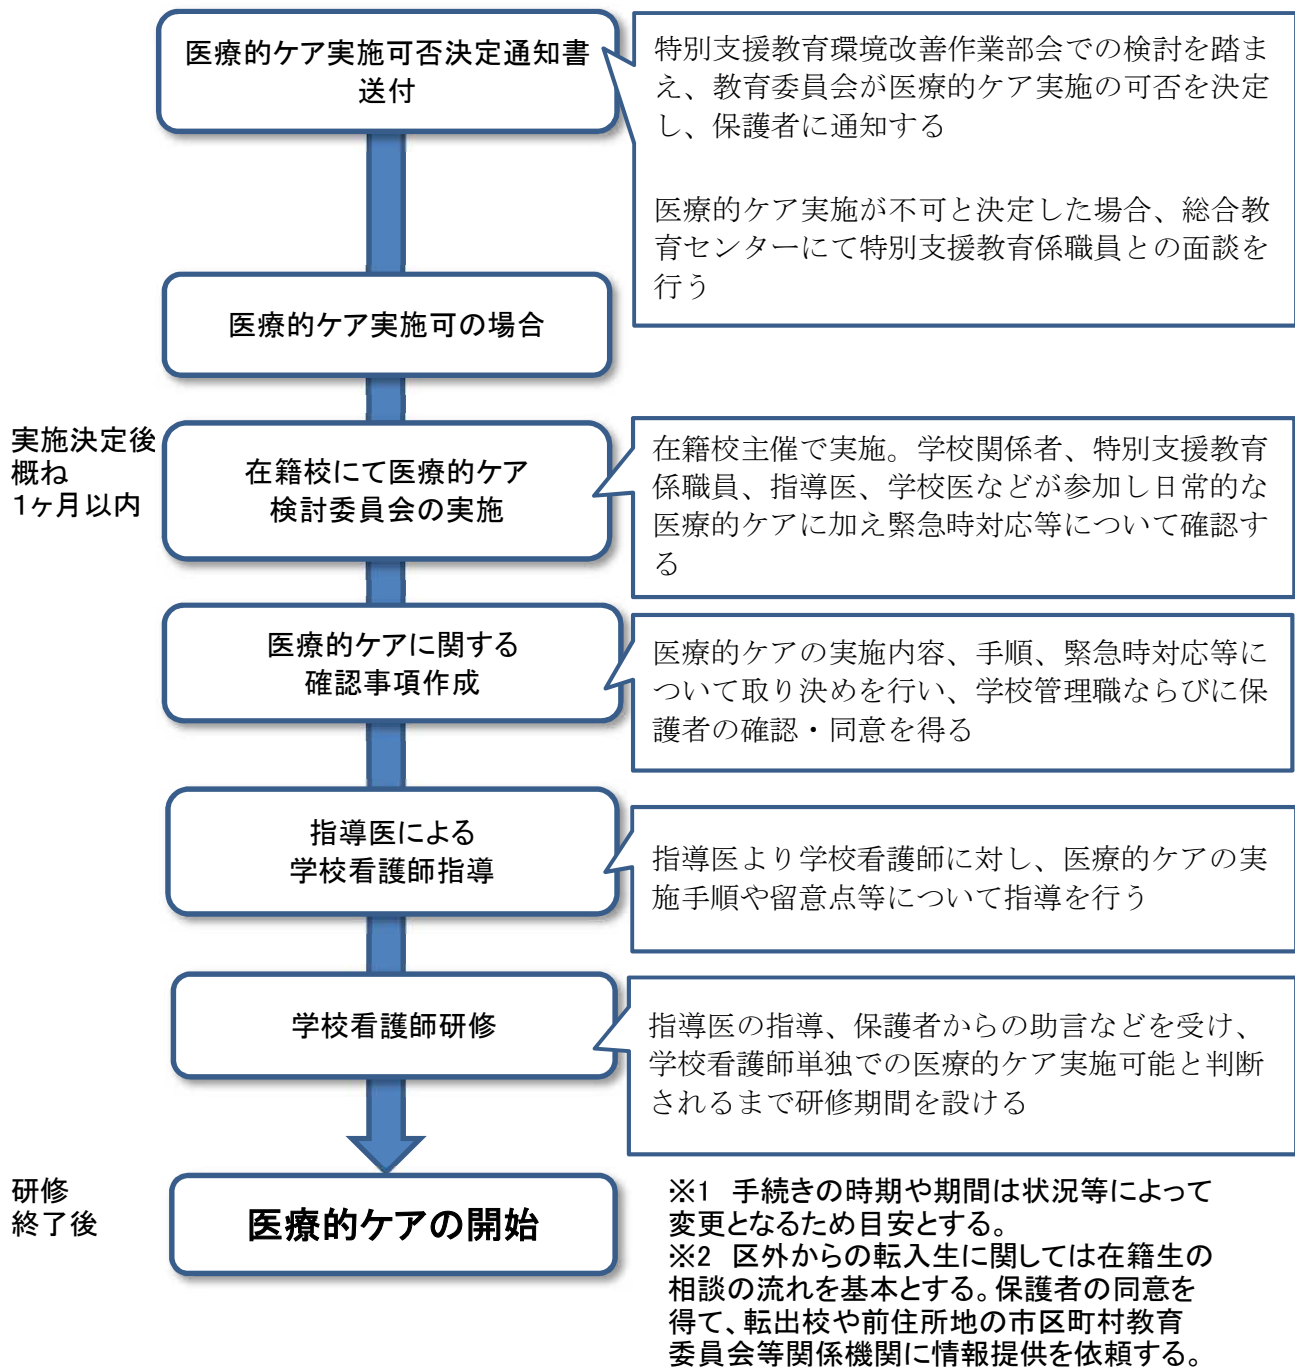 医療的ケア実施可否決定通知書
送付
特別支援教育環境改善作業部会での検討を踏ま
え、教育委員会が医療的ケア実施の可否を決定
し、保護者に通知する
医療的ケア実施が不可と決定した場合、総合教
育センターにて特別支援教育係職員との面談を
行う
医療的ケア実施可の場合
実施決定後
概ね
1ヶ月以内
在籍校にて医療的ケア
検討委員会の実施
在籍校主催で実施。学校関係者、特別支援教育
係職員、指導医、学校医などが参加し日常的な
医療的ケアに加え緊急時対応等について確認す
る
医療的ケアに関する
確認事項作成
医療的ケアの実施内容、手順、緊急時対応等に
ついて取り決めを行い、学校管理職ならびに保
護者の確認・同意を得る
指導医による
学校看護師指導
指導医より学校看護師に対し、医療的ケアの実
施手順や留意点等について指導を行う
学校看護師研修
指導医の指導、保護者からの助言などを受け、
学校看護師単独での医療的ケア実施可能と判断
されるまで研修期間を設ける
研修
終了後
医療的ケアの開始
※1　手続きの時期や期間は状況等によって
変更となるため目安とする。
※2　区外からの転入生に関しては在籍生の
相談の流れを基本とする。保護者の同意を
得て、転出校や前住所地の市区町村教育
委員会等関係機関に情報提供を依頼する。